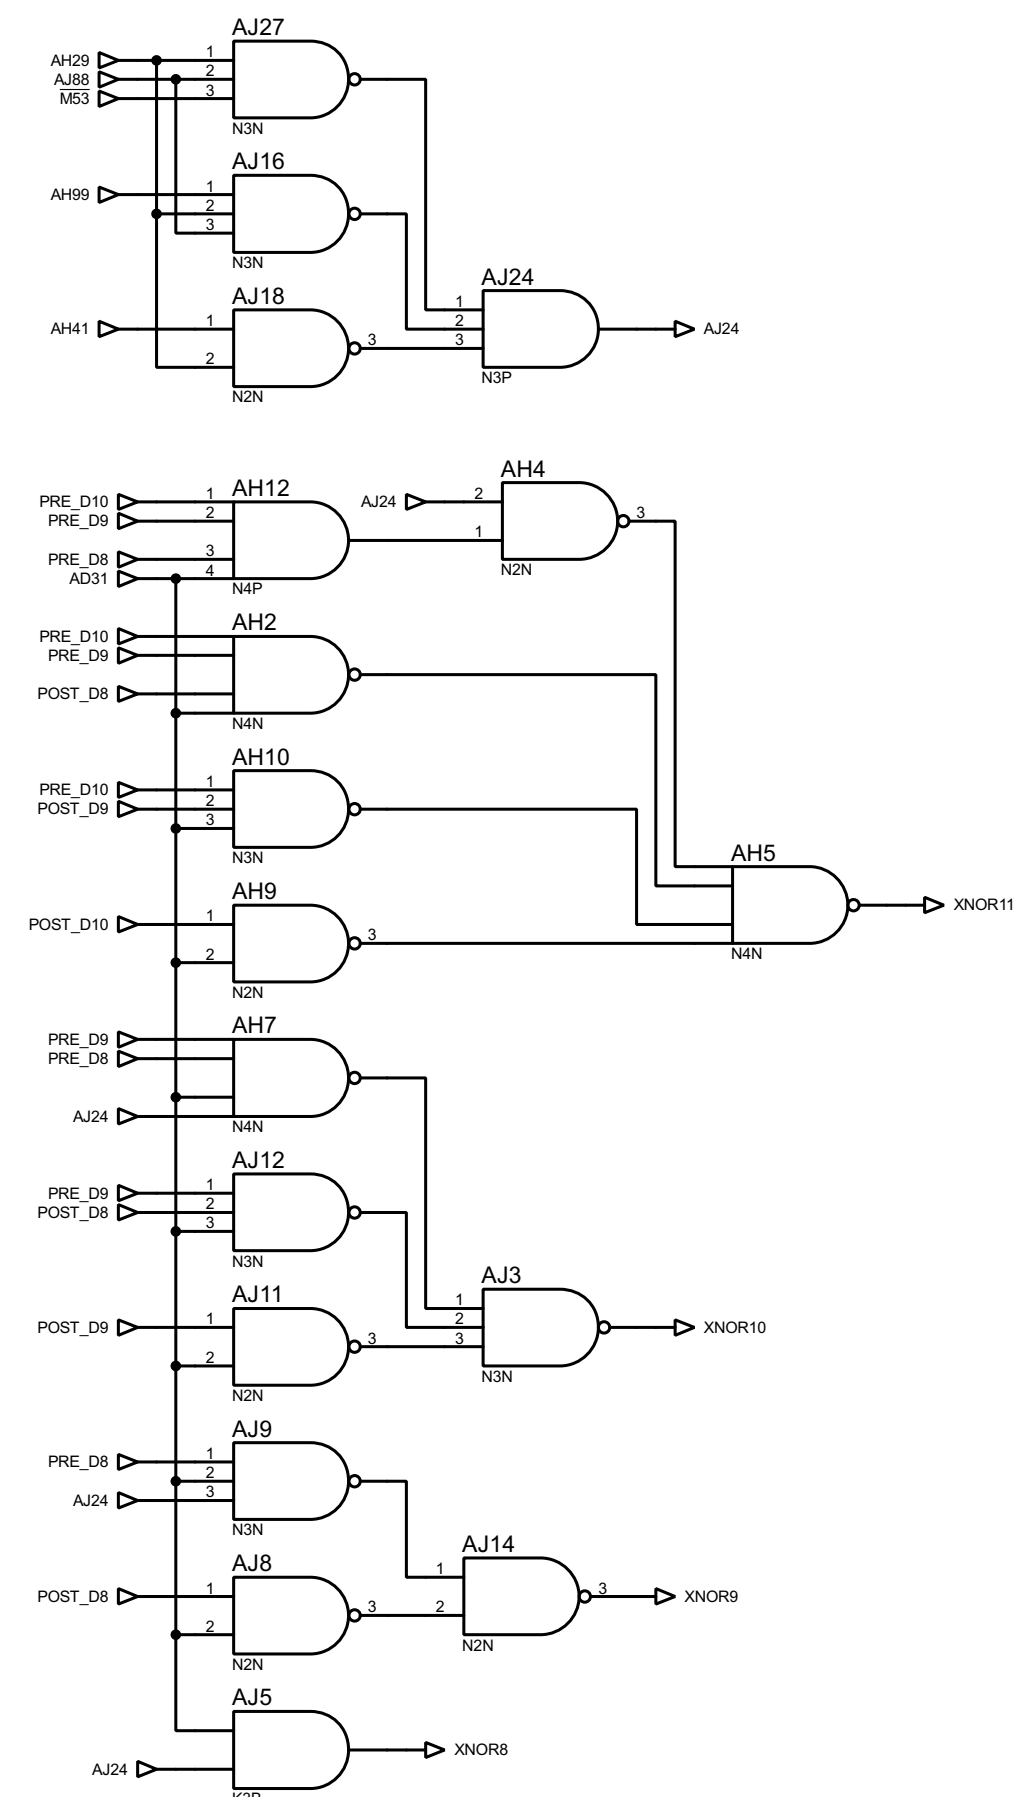 AJ27
AH29 1
AJ88 2
M53 3
N3N
AJ16
AH99 1
2
3
N3N
AJ18
AH41 1
2
3
N2N
AJ24
1
2
3
N3P
AJ24
AH12
PRE_D10 1
PRE_D9 2
PRE_D8 3
AD31 4
N4P
AH4
AJ24 2
1
3
N2N
AH2
PRE_D10
PRE_D9
POST_D8
N4N
AH10
PRE_D10 1
POST_D9 2
3
N3N
AH9
POST_D10 1
2
3
N2N
AH5
N4N
XNOR11
AH7
PRE_D9
PRE_D8
AJ24
N4N
AJ12
PRE_D9 1
POST_D8 2
3
N3N
AJ11
POST_D9 1
2
3
N2N
AJ3
1
2
3
N3N
XNOR10
AJ9
PRE_D8 1
2
AJ24 3
N3N
AJ8
POST_D8 1
2
3
N2N
AJ14
1
2
3
N2N
XNOR9
AJ5
AJ24
XNOR8